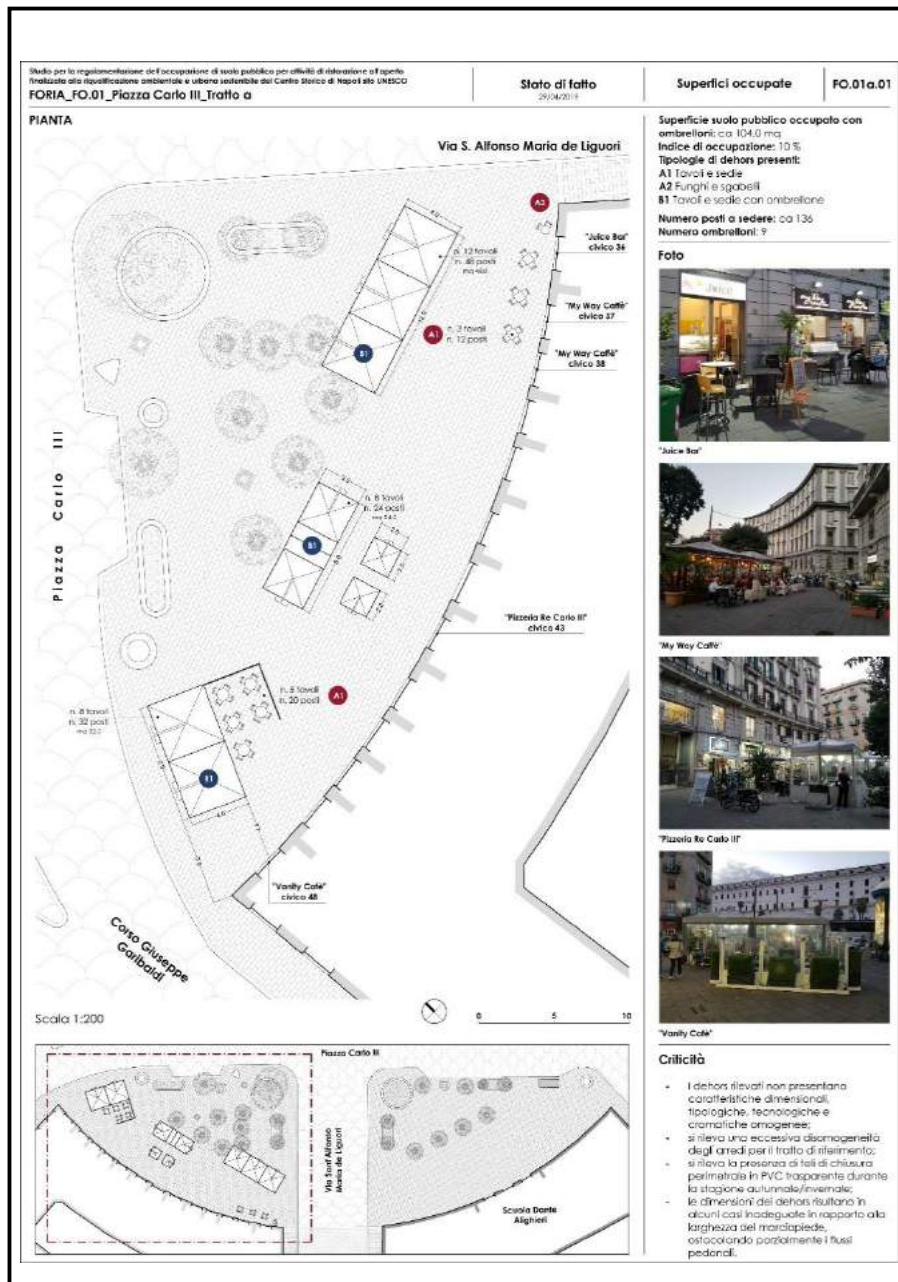 Studio per la regolamentazione dell'occupazione di suolo pubblico per attività di ristorazione all'aperto
finalizzata alla riqualificazione ambientale e urbana sostenibile del Centro Storico di Napoli sito UNESCO
FORIA_FO.01_Piazza Carlo III_Tratto a
Stato di fatto
29/04/2019
Superfici occupate
FO.01a.01
PIANTA
Via S. Alfonso Maria de Liguori
A2
"Juice Bar"
civico 36
n. 12 tavoli
n. 48 posti
"My Way Caffè"
civico 37
A1
n. 3 tavoli
n. 12 posti
B1
"My Way Caffè"
civico 38
Piazza Carlo III
n. 8 tavoli
n. 24 posti
B1
"Pizzeria Re Carlo III"
civico 43
n. 5 tavoli
n. 20 posti
A1
n. 8 tavoli
n. 32 posti
B1
"Vanity Cafè"
civico 48
Corso Giuseppe
Garibaldi
Scala 1:200
0 5 10
Piazza Carlo III
Via Sant'Alfonso
Maria de Liguori
Scuola Dante
Alighieri
Superficie suolo pubblico occupato con
ombrelloni: ca 104.0 mq
Indice di occupazione: 10 %
Tipologie di dehors presenti:
A1 Tavoli e sedie
A2 Funghi e sgabelli
B1 Tavoli e sedie con ombrellone
Numero posti a sedere: ca 136
Numero ombrelloni: 9
Foto
"Juice Bar"
"My Way Caffè"
"Pizzeria Re Carlo III"
"Vanity Cafè"
Criticità
- I dehors rilevati non presentano
caratteristiche dimensionali,
tipologiche, tecnologiche e
cromatiche omogenee;
- si rileva una eccessiva disomogeneità
degli arredi per il tratto di riferimento;
- si rileva la presenza di teli di chiusura
perimetrale in PVC trasparente durante
la stagione autunnale/invernale;
- le dimensioni dei dehors risultano in
alcuni casi inadeguate in rapporto alla
larghezza del marciapiede,
ostacolando parzialmente i flussi
pedonali.